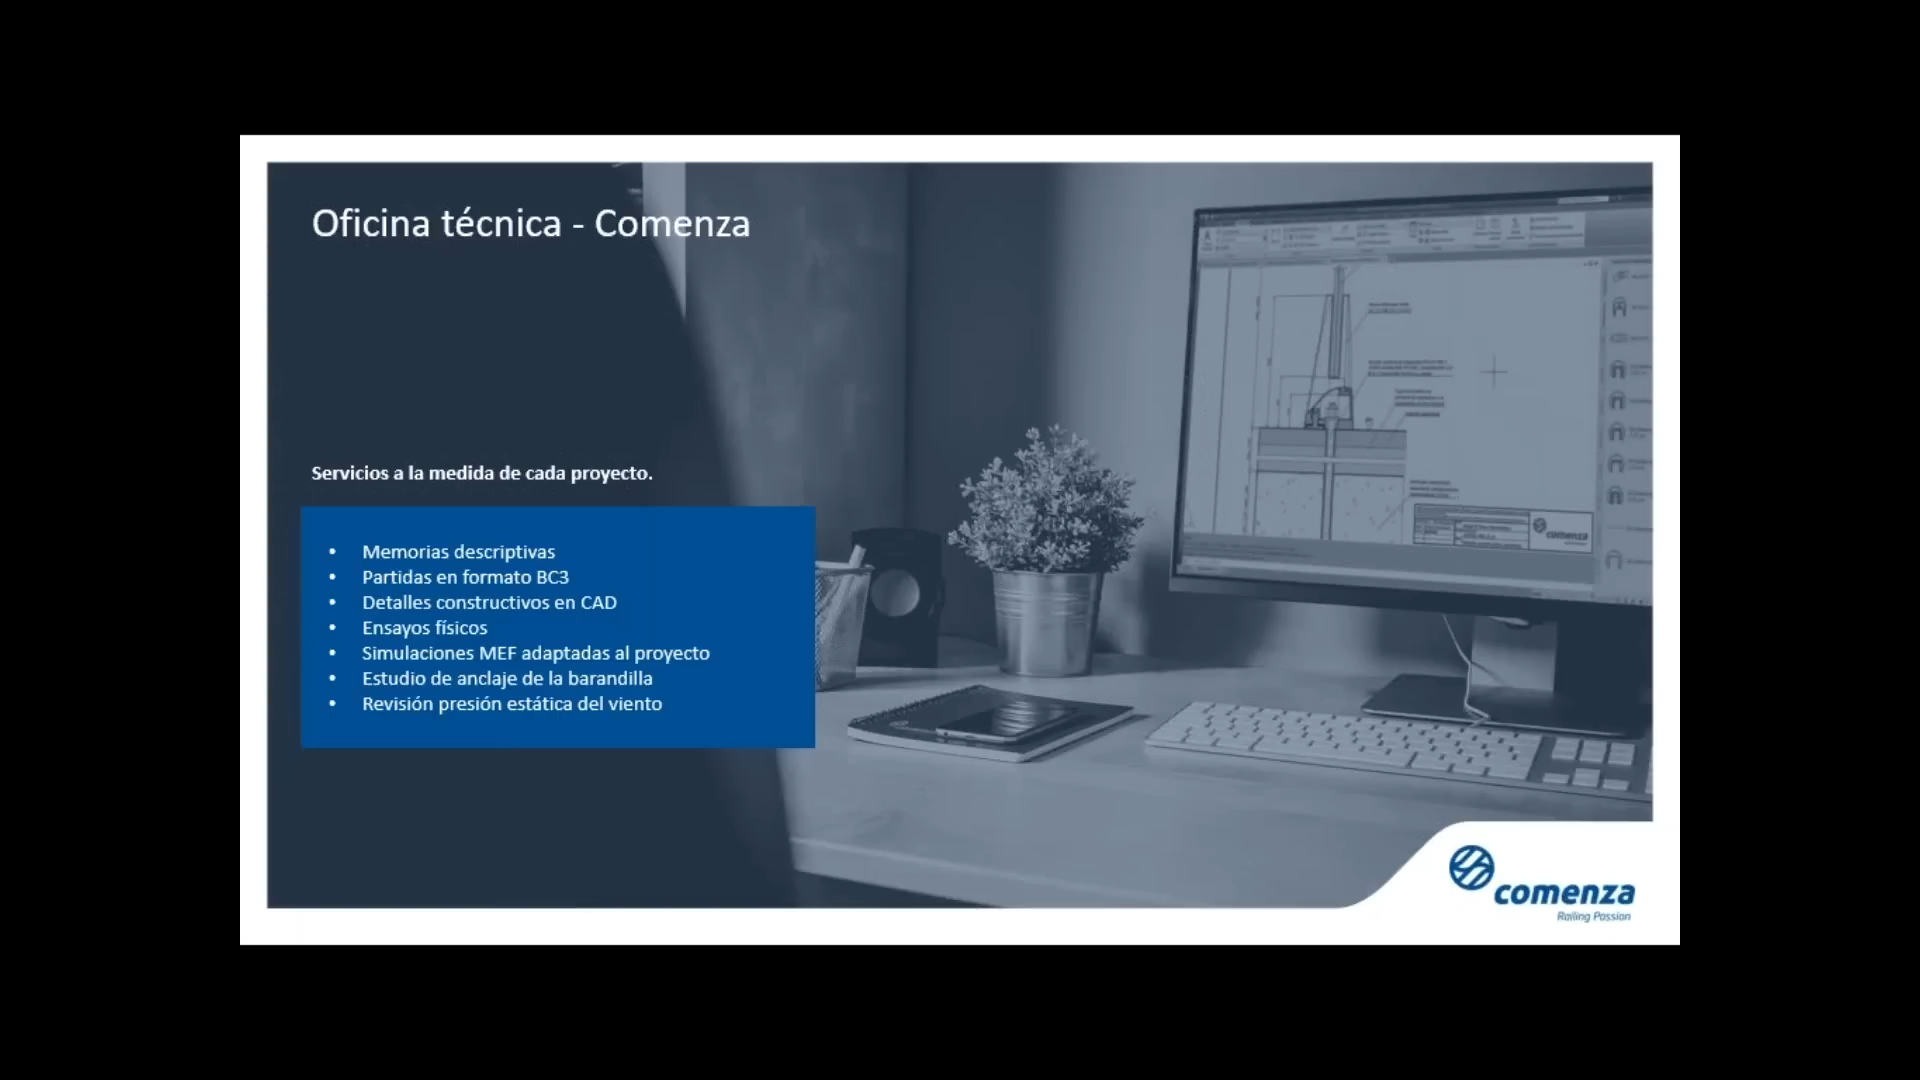 Oficina técnica - Comenza
Servicios a la medida de cada proyecto.
• Memorias descriptivas
• Partidas en formato BC3
• Detalles constructivos en CAD
• Ensayos físicos
• Simulaciones MEF adaptadas al proyecto
• Estudio de anclaje de la barandilla
• Revisión presión estática del viento
comenza
comenza
Railing Passion